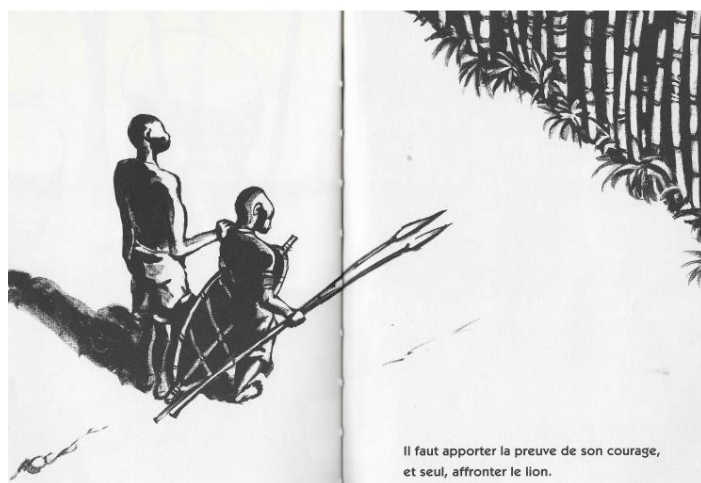 Il faut apporter la preuve de son courage,
et seul, affronter le lion.